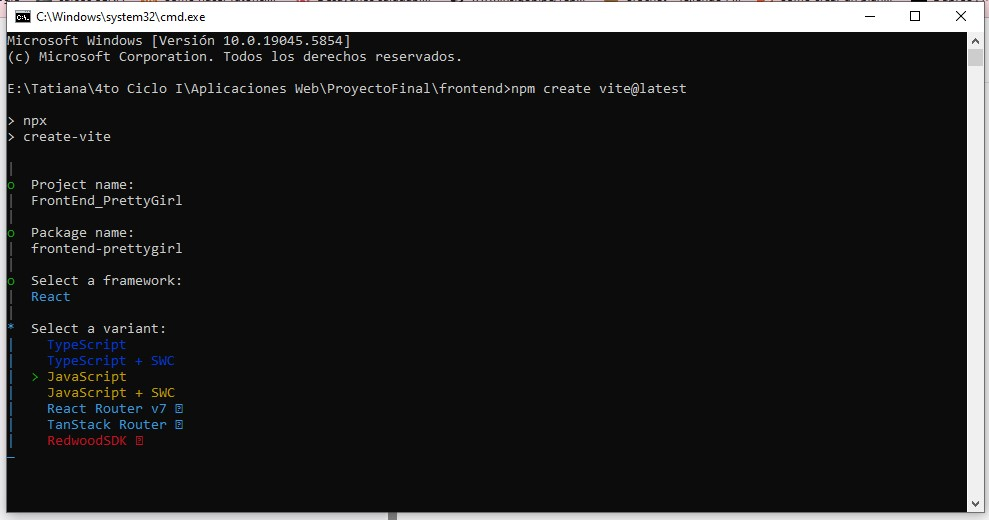 C:\Windows\system32\cmd.exe
Microsoft Windows [Versión 10.0.19045.5854]
(c) Microsoft Corporation. Todos los derechos reservados.
E:\Tatiana\4to Ciclo I\Aplicaciones Web\ProyectoFinal\frontend>npm create vite@latest
> npx
> create-vite
|
o  Project name:
|  FrontEnd_PrettyGirl
|
o  Package name:
|  frontend-prettygirl
|
o  Select a framework:
|  React
|
*  Select a variant:
|    TypeScript
|    TypeScript + SWC
|  > JavaScript
|    JavaScript + SWC
|    React Router v7
|    TanStack Router
|    RedwoodSDK
—